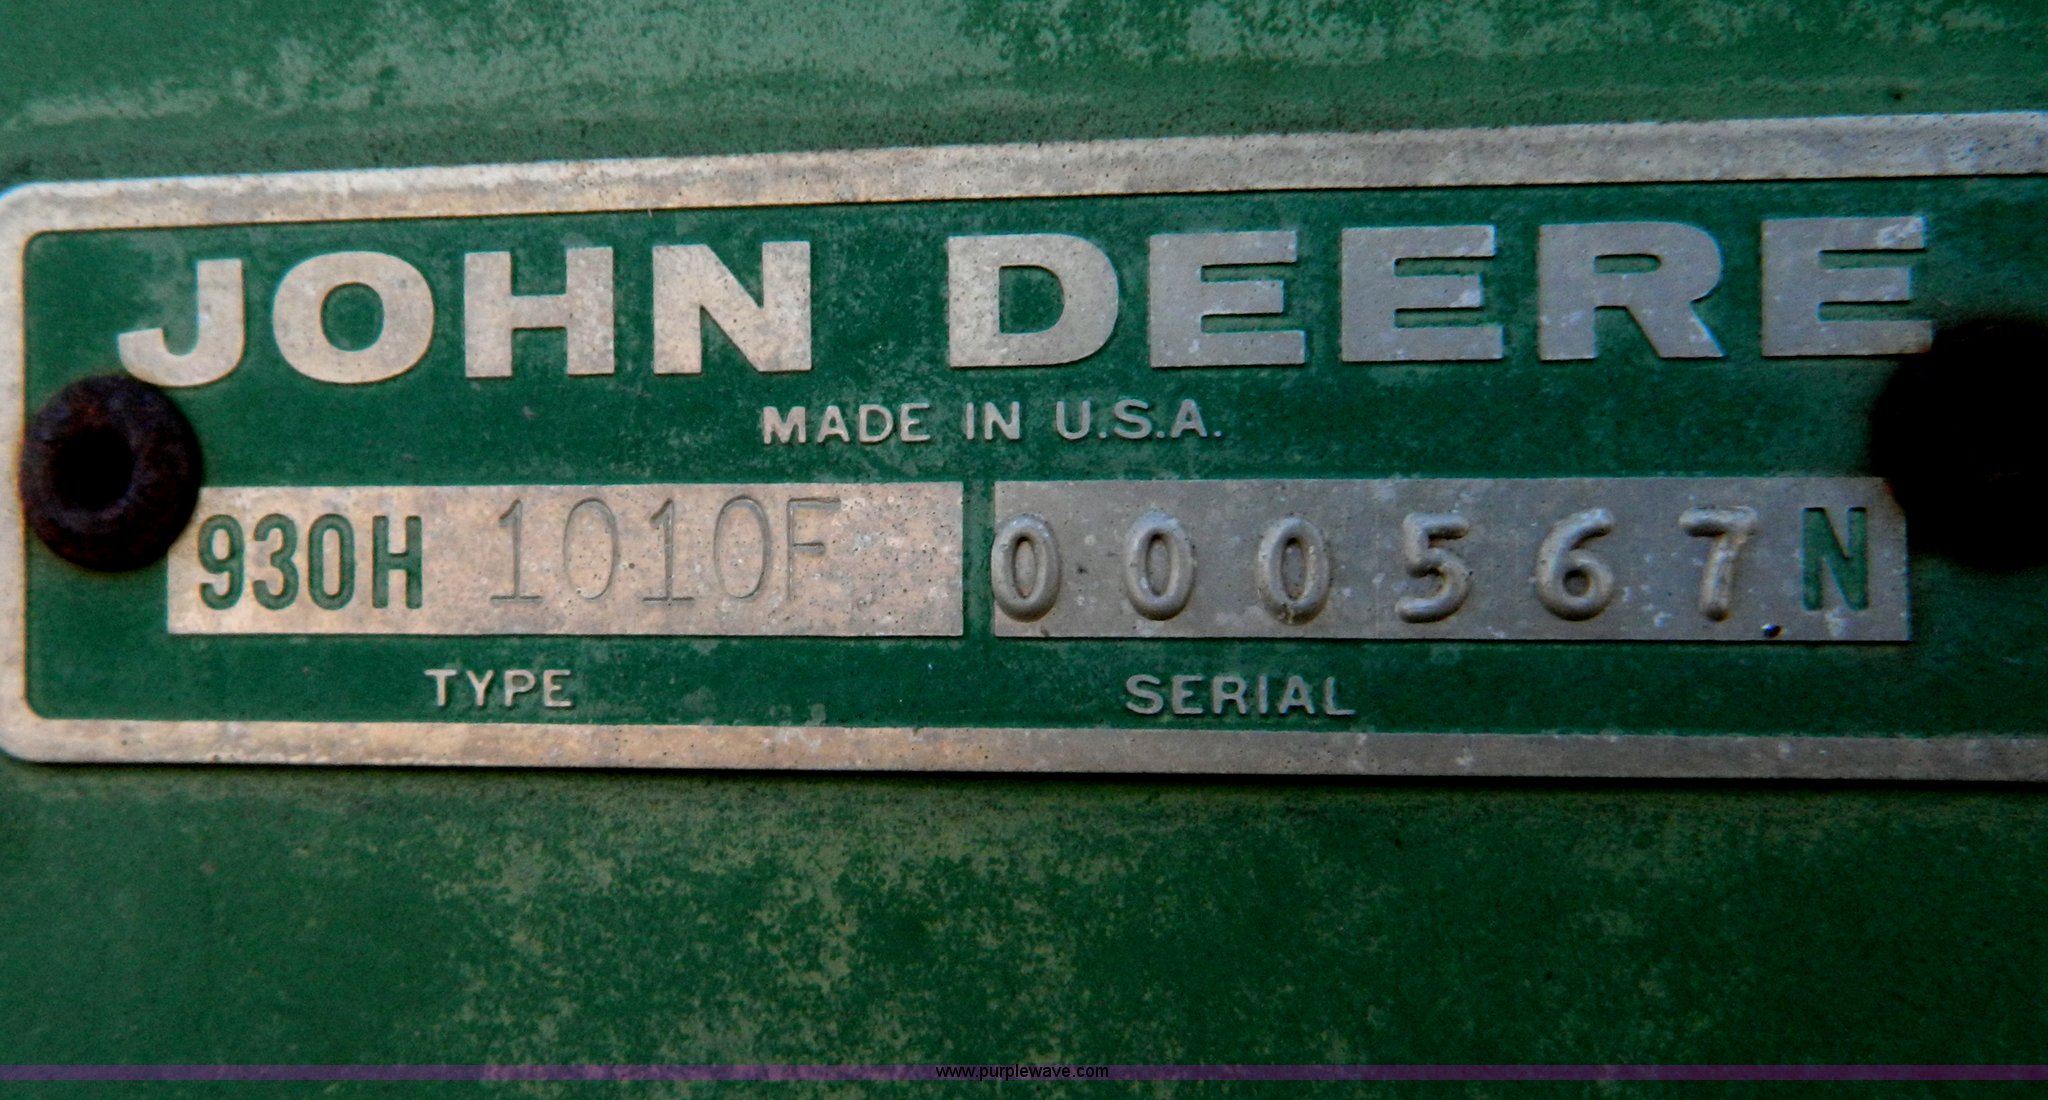 JOHN DEERE
MADE IN U.S.A.
930H 1010F 000567N
TYPE SERIAL
www.purplewave.com